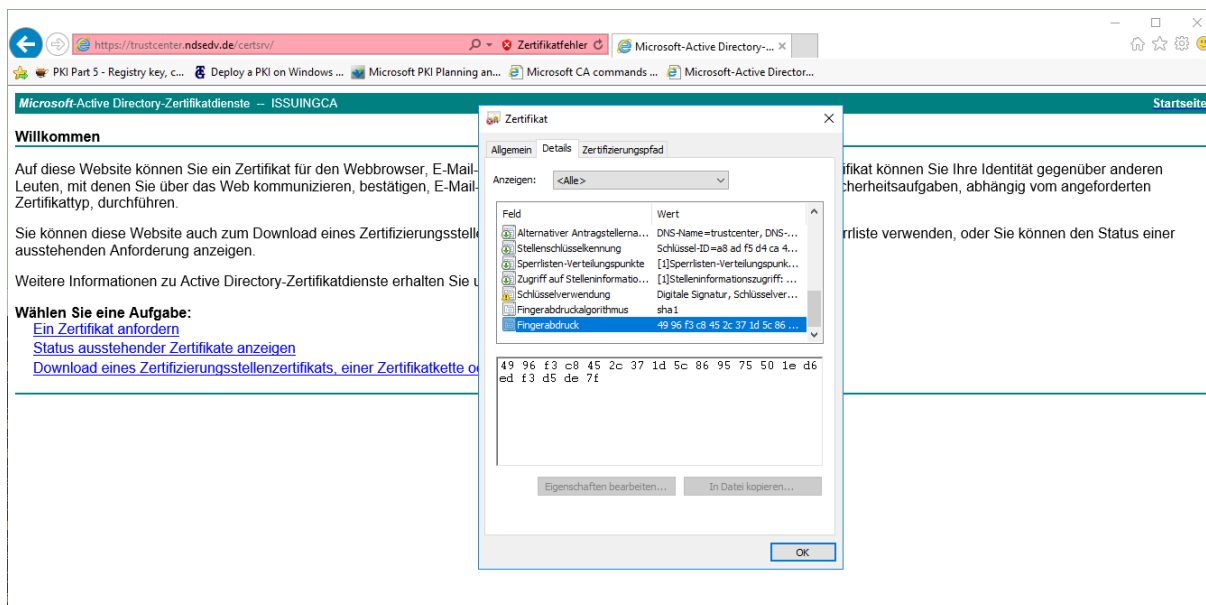 https://trustcenter.ndsedv.de/certsrv/
Zertifikatfehler
Microsoft-Active Directory-...
PKI Part 5 - Registry key, c...
Deploy a PKI on Windows ...
Microsoft PKI Planning an...
Microsoft CA commands ...
Microsoft-Active Director...
Microsoft-Active Directory-Zertifikatdienste -- ISSUINGCA
Startseite
Willkommen
Auf diese Website können Sie ein Zertifikat für den Webbrowser, E-Mail-
ifikat können Sie Ihre Identität gegenüber anderen
Leuten, mit denen Sie über das Web kommunizieren, bestätigen, E-Mail-
cherheitsaufgaben, abhängig vom angeforderten
Zertifikattyp, durchführen.
Sie können diese Website auch zum Download eines Zertifizierungsstelle
rrliste verwenden, oder Sie können den Status einer
ausstehenden Anforderung anzeigen.
Weitere Informationen zu Active Directory-Zertifikatdienste erhalten Sie u
Wählen Sie eine Aufgabe:
Ein Zertifikat anfordern
Status ausstehender Zertifikate anzeigen
Download eines Zertifizierungsstellenzertifikats, einer Zertifikatkette od
Zertifikat
Allgemein Details Zertifizierungspfad
Anzeigen: <Alle>
Feld Wert
Alternativer Antragstellerna... DNS-Name=trustcenter, DNS-...
Stellenschlüsselkennung Schlüssel-ID=a8 ad f5 d4 ca 4...
Sperrlisten-Verteilungspunkte [1]Sperrlisten-Verteilungspunk...
Zugriff auf Stelleninformatio... [1]Stelleninformationszugriff: ...
Schlüsselverwendung Digitale Signatur, Schlüsselver...
Fingerabdruckalgorithmus sha1
Fingerabdruck 49 96 f3 c8 45 2c 37 1d 5c 86 ...
49 96 f3 c8 45 2c 37 1d 5c 86 95 75 50 1e d6
ed f3 d5 de 7f
Eigenschaften bearbeiten...
In Datei kopieren...
OK